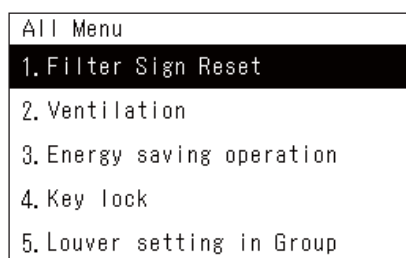 All Menu
1. Filter Sign Reset
2. Ventilation
3. Energy saving operation
4. Key lock
5. Louver setting in Group